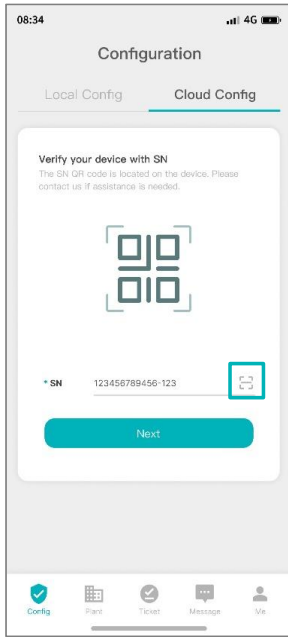 08:34 4G
Configuration
Local Config Cloud Config
Verify your device with SN
The SN QR code is located on the device. Please
contact us if assistance is needed.
* SN 123456789456-123
Next
Config Plant Ticket Message Me